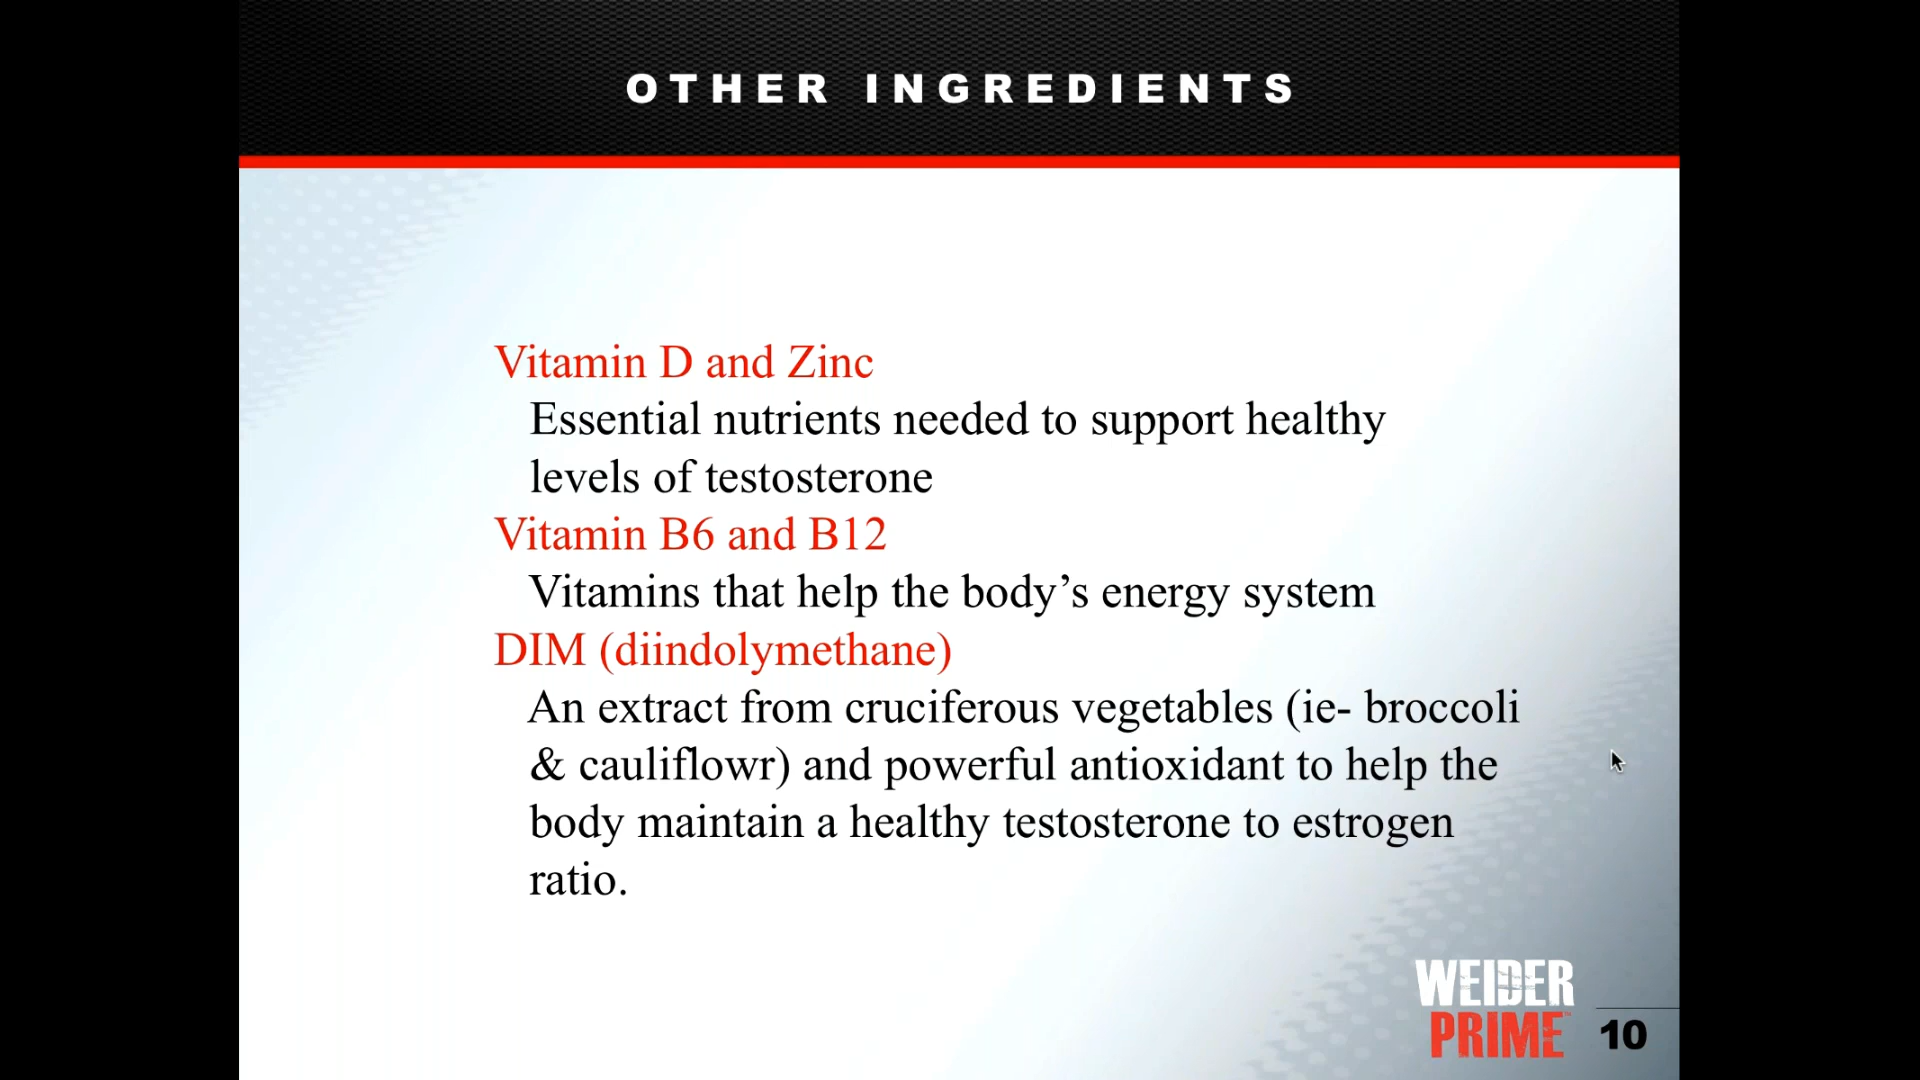 OTHER INGREDIENTS
Vitamin D and Zinc
Essential nutrients needed to support healthy
levels of testosterone
Vitamin B6 and B12
Vitamins that help the body’s energy system
DIM (diindolymethane)
An extract from cruciferous vegetables (ie- broccoli
& cauliflowr) and powerful antioxidant to help the
body maintain a healthy testosterone to estrogen
ratio.
WEIDER
PRIME™
10